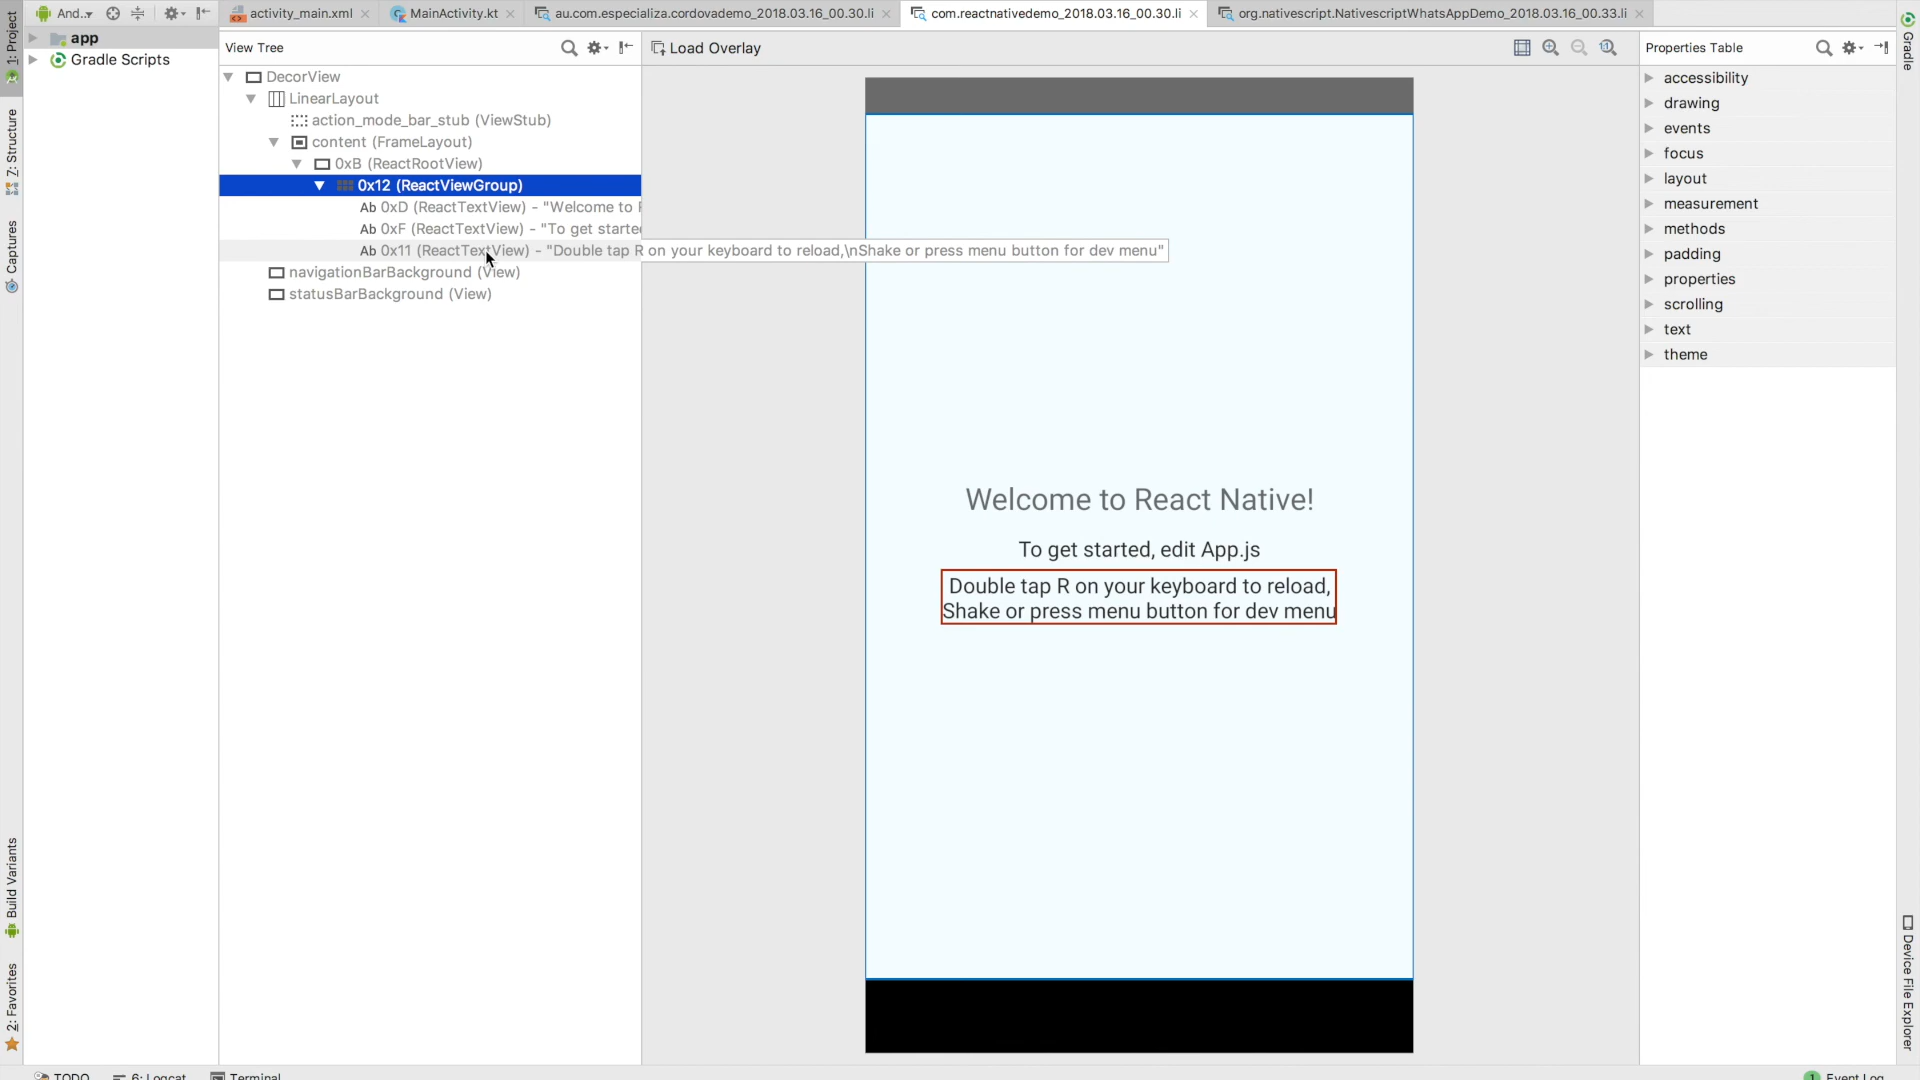 1: Project
And..
activity_main.xml
MainActivity.kt
au.com.especializa.cordovademo_2018.03.16_00.30.li
com.reactnativedemo_2018.03.16_00.30.li
org.nativescript.NativescriptWhatsAppDemo_2018.03.16_00.33.li
Gradle
app
Gradle Scripts
7: Structure
Captures
Build Variants
2: Favorites
View Tree
DecorView
LinearLayout
action_mode_bar_stub (ViewStub)
content (FrameLayout)
0xB (ReactRootView)
0x12 (ReactViewGroup)
Ab 0xD (ReactTextView) - "Welcome to
Ab 0xF (ReactTextView) - "To get starte
Ab 0x11 (ReactTextView) - "Double tap R on your keyboard to reload,\nShake or press menu button for dev menu"
navigationBarBackground (View)
statusBarBackground (View)
Load Overlay
Welcome to React Native!
To get started, edit App.js
Double tap R on your keyboard to reload,
Shake or press menu button for dev menu
Properties Table
accessibility
drawing
events
focus
layout
measurement
methods
padding
properties
scrolling
text
theme
Device File Explorer
TODO
6: Logcat
Terminal
1 Event Log